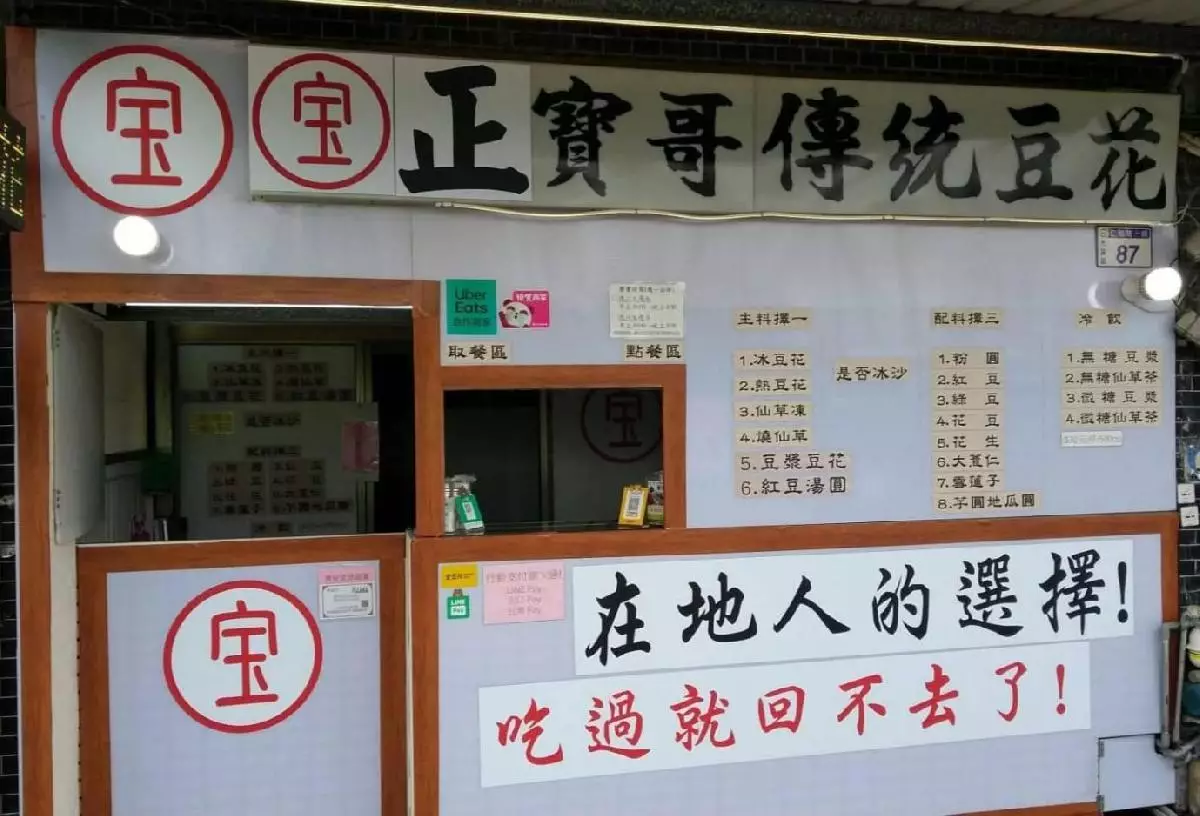 宝
宝
正寶哥傳統豆花
87
Uber
Eats
取餐區
點餐區
主料擇一
1.冰豆花
2.熱豆花
3.仙草凍
4.燒仙草
5.豆漿豆花
6.紅豆湯圓
是否冰沙
配料擇三
1.粉圓
2.紅豆
3.綠豆
4.花豆
5.花生
6.大薏仁
7.雪蓮子
8.芋圓地瓜圓
冷飲
1.無糖豆漿
2.無糖仙草茶
3.微糖豆漿
4.微糖仙草茶
宝
宝
LINE
Pay
LINE Pay
在地人的選擇!
吃過就回不去了!